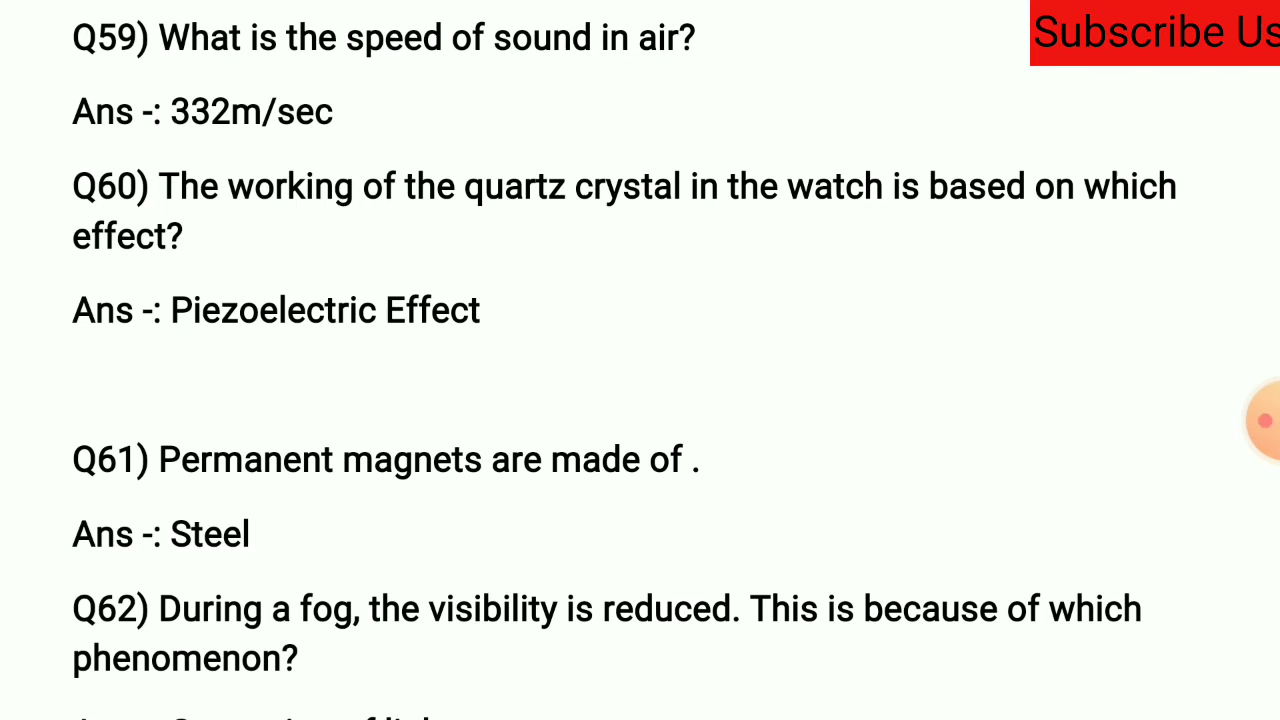 Q59) What is the speed of sound in air?
Subscribe Us
Ans -: 332m/sec
Q60) The working of the quartz crystal in the watch is based on which
effect?
Ans -: Piezoelectric Effect
Q61) Permanent magnets are made of .
Ans -: Steel
Q62) During a fog, the visibility is reduced. This is because of which
phenomenon?